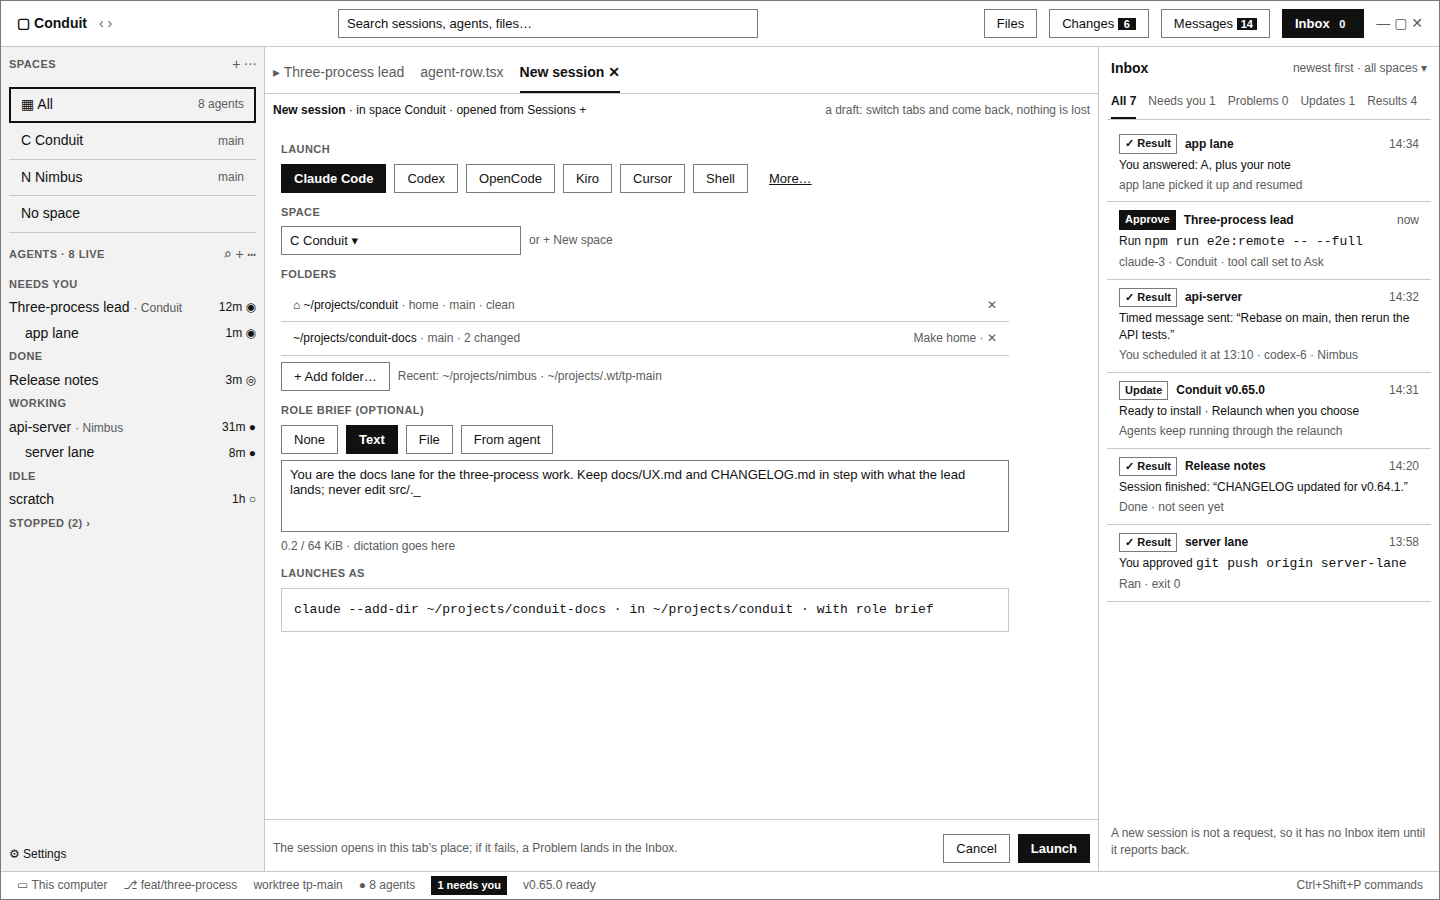 ▢ Conduit ‹ › Search sessions, agents, files… Files Changes 6 Messages 14 Inbox 0 — ▢ ✕
SPACES + ⋯
▦ All 8 agents
C Conduit main
N Nimbus main
No space
AGENTS · 8 LIVE ⌕ + ⋯
NEEDS YOU
Three-process lead · Conduit 12m ◉
app lane 1m ◉
DONE
Release notes 3m ◎
WORKING
api-server · Nimbus 31m ●
server lane 8m ●
IDLE
scratch 1h ○
STOPPED (2) ›
⚙ Settings
▸ Three-process lead agent-row.tsx New session ✕
New session · in space Conduit · opened from Sessions + a draft: switch tabs and come back, nothing is lost
LAUNCH
Claude Code Codex OpenCode Kiro Cursor Shell More…
SPACE
C Conduit ▾ or + New space
FOLDERS
⌂ ~/projects/conduit · home · main · clean ✕
~/projects/conduit-docs · main · 2 changed Make home · ✕
+ Add folder… Recent: ~/projects/nimbus · ~/projects/.wt/tp-main
ROLE BRIEF (OPTIONAL)
None Text File From agent
You are the docs lane for the three-process work. Keep docs/UX.md and CHANGELOG.md in step with what the lead
lands; never edit src/._
0.2 / 64 KiB · dictation goes here
LAUNCHES AS
claude --add-dir ~/projects/conduit-docs · in ~/projects/conduit · with role brief
The session opens in this tab's place; if it fails, a Problem lands in the Inbox. Cancel Launch
Inbox newest first · all spaces ▾
All 7 Needs you 1 Problems 0 Updates 1 Results 4
✓ Result app lane 14:34
You answered: A, plus your note
app lane picked it up and resumed
Approve Three-process lead now
Run npm run e2e:remote -- --full
claude-3 · Conduit · tool call set to Ask
✓ Result api-server 14:32
Timed message sent: “Rebase on main, then rerun the
API tests.”
You scheduled it at 13:10 · codex-6 · Nimbus
Update Conduit v0.65.0 14:31
Ready to install · Relaunch when you choose
Agents keep running through the relaunch
✓ Result Release notes 14:20
Session finished: “CHANGELOG updated for v0.64.1.”
Done · not seen yet
✓ Result server lane 13:58
You approved git push origin server-lane
Ran · exit 0
A new session is not a request, so it has no Inbox item until
it reports back.
▭ This computer ⎇ feat/three-process worktree tp-main ● 8 agents 1 needs you v0.65.0 ready Ctrl+Shift+P commands